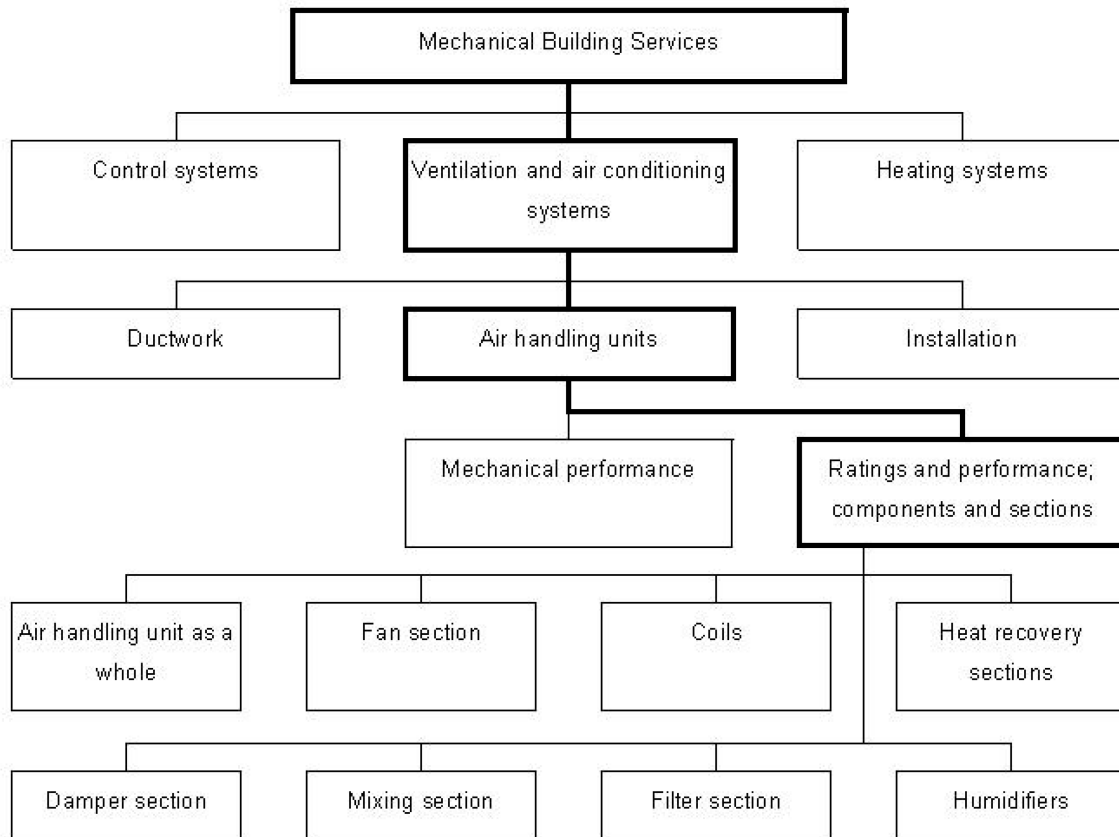 Mechanical Building Services
Control systems
Ventilation and air conditioning
systems
Heating systems
Ductwork
Air handling units
Installation
Mechanical performance
Ratings and performance;
components and sections
Air handling unit as a
whole
Fan section
Coils
Heat recovery
sections
Damper section
Mixing section
Filter section
Humidifiers